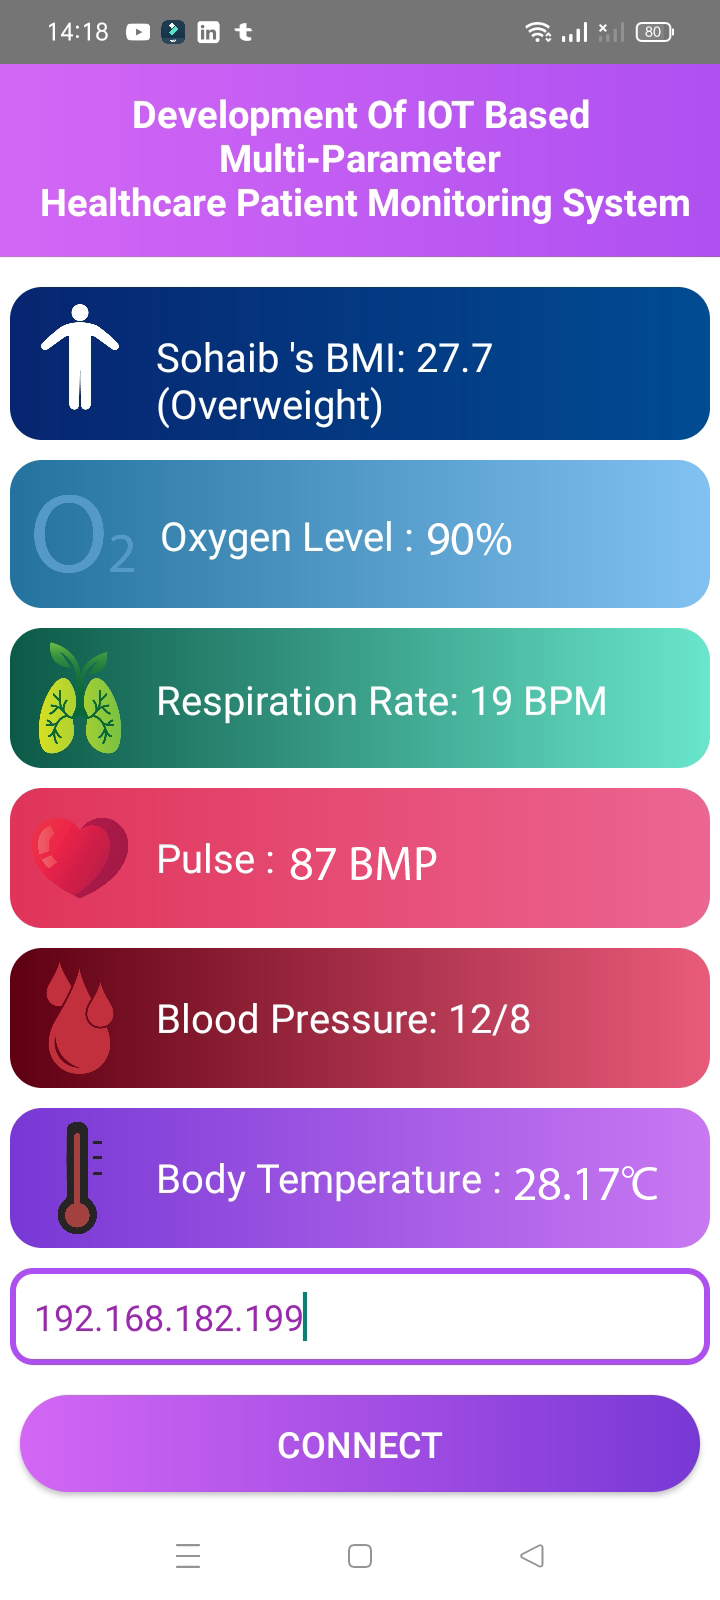 14:18
80
Development Of IOT Based
Multi-Parameter
Healthcare Patient Monitoring System
Sohaib 's BMI: 27.7
(Overweight)
O2
Oxygen Level : 90%
Respiration Rate: 19 BPM
Pulse : 87 BMP
Blood Pressure: 12/8
Body Temperature : 28.17℃
192.168.182.199
CONNECT